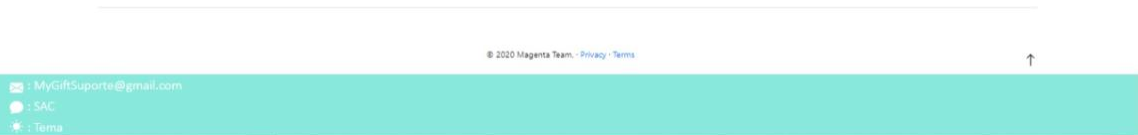 © 2020 Magenta Team. · Privacy · Terms
: MyGiftSuporte@gmail.com
: SAC
: Tema